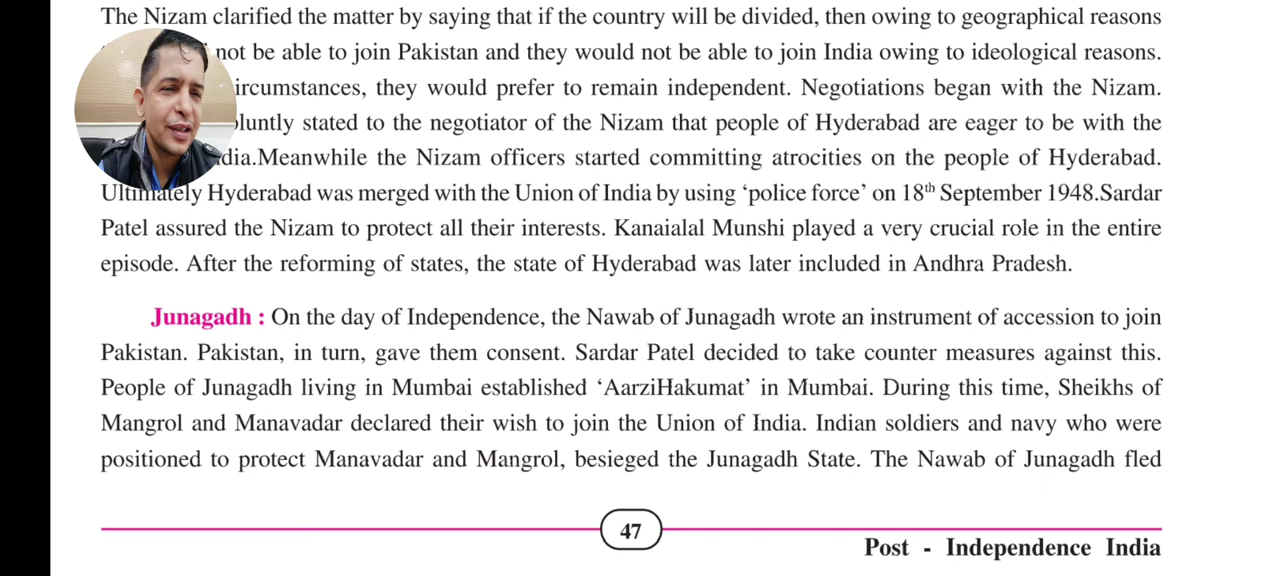 The Nizam clarified the matter by saying that if the country will be divided, then owing to geographical reasons
not be able to join Pakistan and they would not be able to join India owing to ideological reasons.
ircumstances, they would prefer to remain independent. Negotiations began with the Nizam.
luntly stated to the negotiator of the Nizam that people of Hyderabad are eager to be with the
dia.Meanwhile the Nizam officers started committing atrocities on the people of Hyderabad.
Ultimately Hyderabad was merged with the Union of India by using ‘police force’ on 18th September 1948.Sardar
Patel assured the Nizam to protect all their interests. Kanaialal Munshi played a very crucial role in the entire
episode. After the reforming of states, the state of Hyderabad was later included in Andhra Pradesh.
Junagadh : On the day of Independence, the Nawab of Junagadh wrote an instrument of accession to join
Pakistan. Pakistan, in turn, gave them consent. Sardar Patel decided to take counter measures against this.
People of Junagadh living in Mumbai established ‘AarziHakumat’ in Mumbai. During this time, Sheikhs of
Mangrol and Manavadar declared their wish to join the Union of India. Indian soldiers and navy who were
positioned to protect Manavadar and Mangrol, besieged the Junagadh State. The Nawab of Junagadh fled
47
Post - Independence India